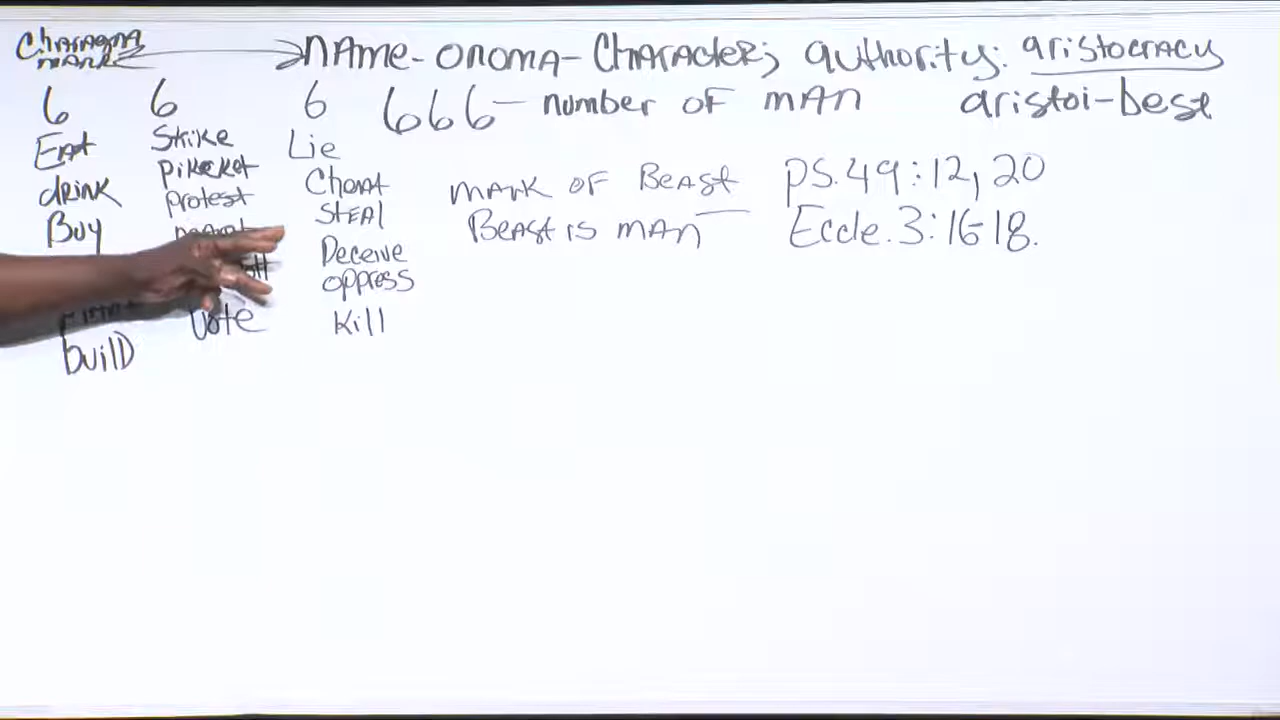 Charagma
mark → name - onoma - Character; authority: aristocracy
6 6 6 666 - number of man aristoi - best
Eat Strike Lie
drink pikecket Cheat mark of Beast PS. 49:12, 20
Buy protest STEAl Beast is man Eccle. 3:16-18.
Deceive
oppress
build vote Kill